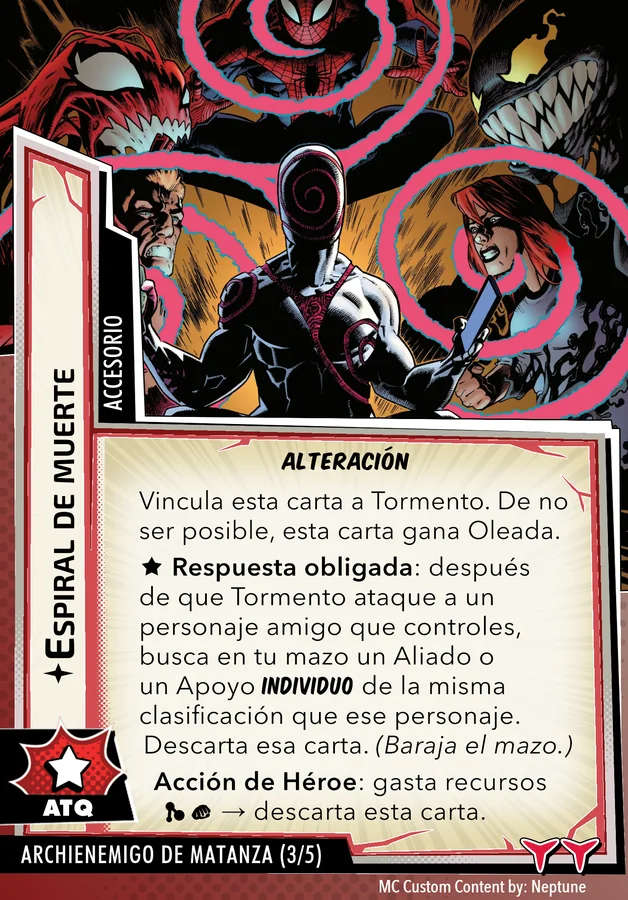 ACCESORIO
ESPIRAL DE MUERTE
ALTERACIÓN
Vincula esta carta a Tormento. De no
ser posible, esta carta gana Oleada.
★ Respuesta obligada: después
de que Tormento ataque a un
personaje amigo que controles,
busca en tu mazo un Aliado o
un Apoyo INDIVIDUO de la misma
clasificación que ese personaje.
Descarta esa carta. (Baraja el mazo.)
Acción de Héroe: gasta recursos
→ descarta esta carta.
ATQ
ARCHIENEMIGO DE MATANZA (3/5)
MC Custom Content by: Neptune